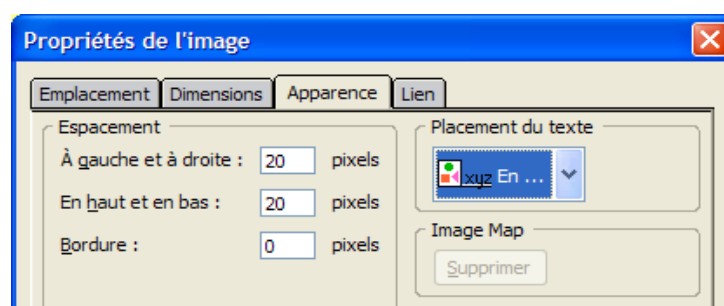 Propriétés de l'image
Emplacement Dimensions Apparence Lien
Espacement
À gauche et à droite : 20 pixels
En haut et en bas : 20 pixels
Bordure : 0 pixels
Placement du texte
xyz En ...
Image Map
Supprimer